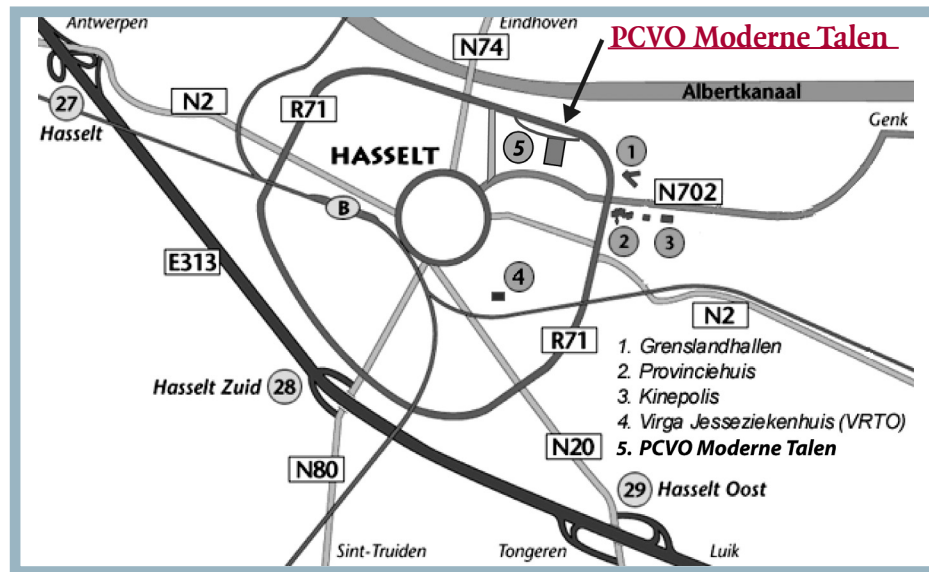 Antwerpen
Eindhoven
PCVO Moderne Talen
N74
Albertkanaal
27
N2
R71
Genk
Hasselt
HASSELT
5
1
N702
B
2
3
E313
4
N2
R71
1. Grenslandhallen
2. Provinciehuis
3. Kinepolis
4. Virga Jesseziekenhuis (VRTO)
5. PCVO Moderne Talen
Hasselt Zuid 28
N80
N20
29 Hasselt Oost
Sint-Truiden
Tongeren
Luik